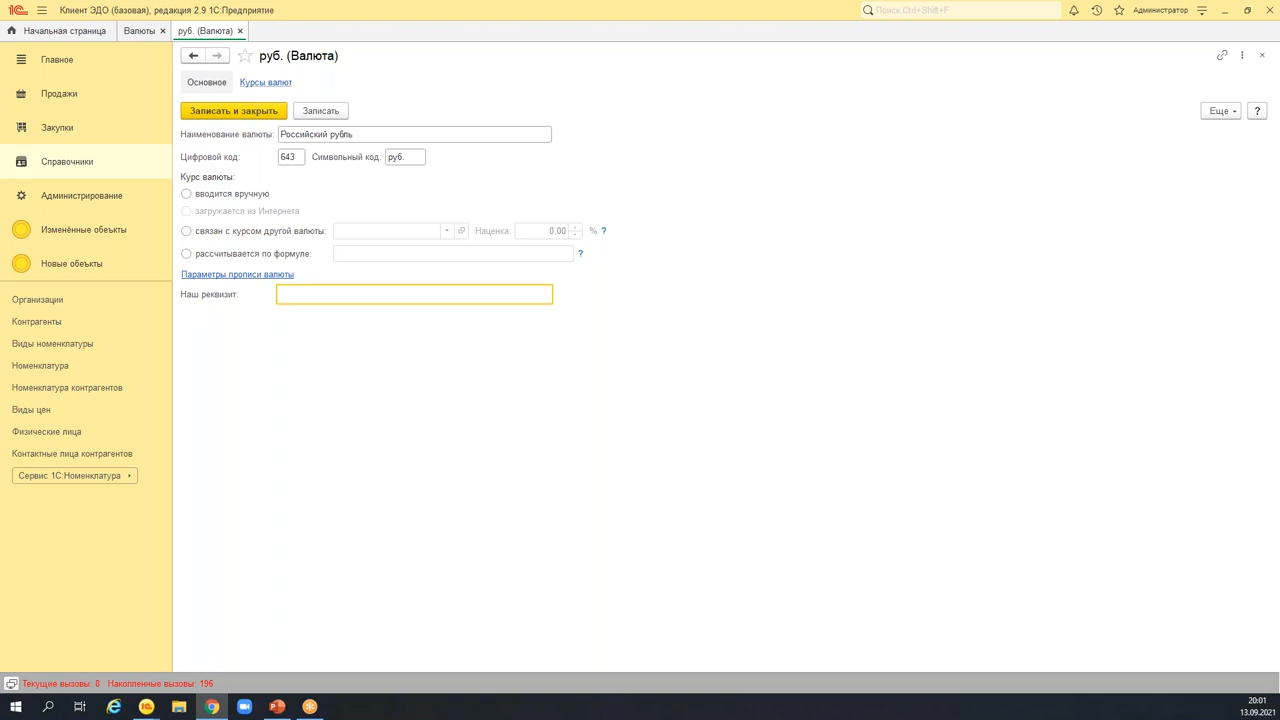 Клиент ЭДО (базовая), редакция 2.9 1С:Предприятие
Поиск Ctrl+Shift+F
Администратор
Начальная страница
Валюты
руб. (Валюта)
Главное
Продажи
Закупки
Справочники
Администрирование
Изменённые обекъты
Новые обекъты
Организации
Контрагенты
Виды номенклатуры
Номенклатура
Номенклатура контрагентов
Виды цен
Физические лица
Контактные лица контрагентов
Сервис 1С:Номенклатура
руб. (Валюта)
Основное
Курсы валют
Записать и закрыть
Записать
Еще
?
Наименование валюты: Российский рубль
Цифровой код: 643 Символьный код: руб.
Курс валюты:
вводится вручную
загружается из Интернета
связан с курсом другой валюты: Наценка: 0,00 % ?
рассчитывается по формуле: ?
Параметры прописи валюты
Наш реквизит:
Текущие вызовы: 8 Накопленные вызовы: 196
20:01
13.09.2021